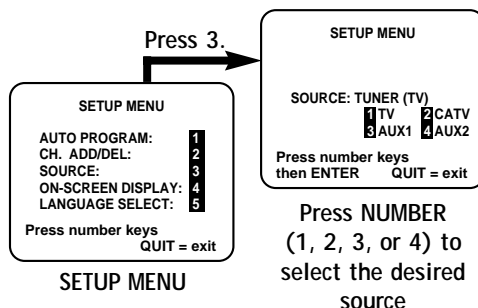 Press 3.
SETUP MENU
AUTO PROGRAM: 1
CH. ADD/DEL: 2
SOURCE: 3
ON-SCREEN DISPLAY: 4
LANGUAGE SELECT: 5
Press number keys
QUIT = exit
SETUP MENU
SETUP MENU
SOURCE: TUNER (TV)
1 TV 2 CATV
3 AUX1 4 AUX2
Press number keys
then ENTER QUIT = exit
Press NUMBER
(1, 2, 3, or 4) to
select the desired
source